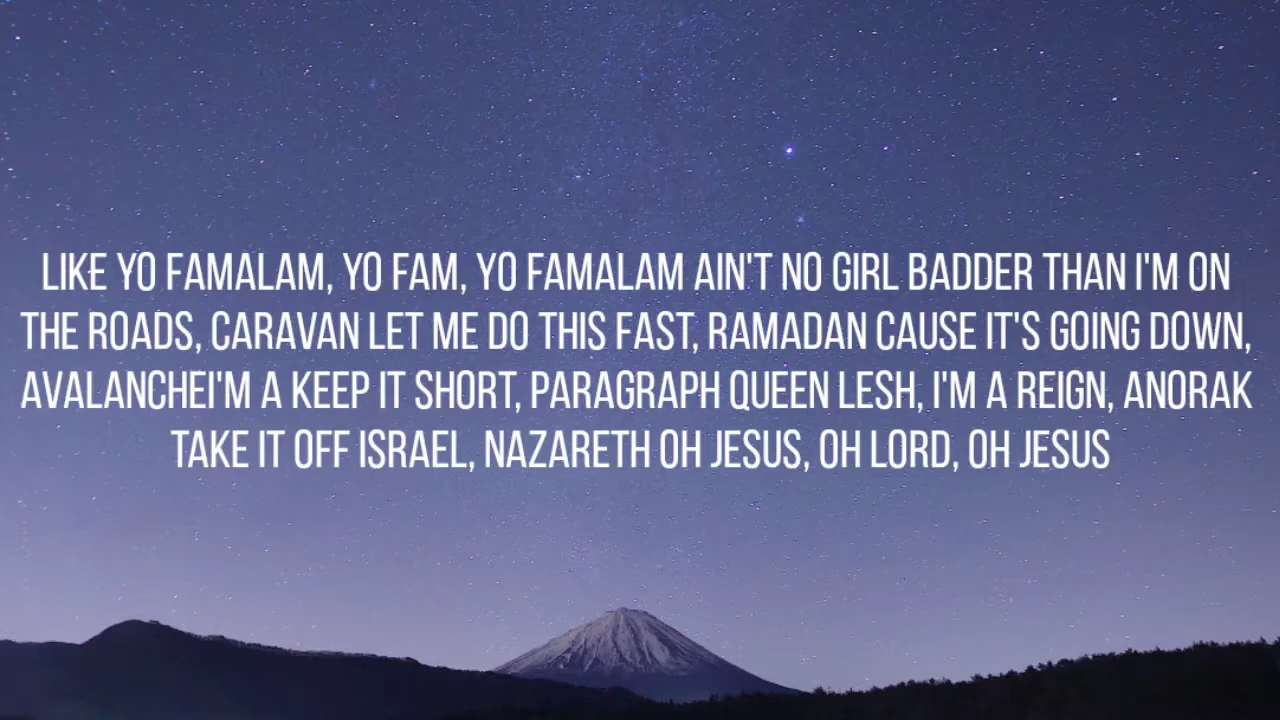 LIKE YO FAMALAM, YO FAM, YO FAMALAM AIN'T NO GIRL BADDER THAN I'M ON
THE ROADS, CARAVAN LET ME DO THIS FAST, RAMADAN CAUSE IT'S GOING DOWN,
AVALANCHEI'M A KEEP IT SHORT, PARAGRAPH QUEEN LESH, I'M A REIGN, ANORAK
TAKE IT OFF ISRAEL, NAZARETH OH JESUS, OH LORD, OH JESUS